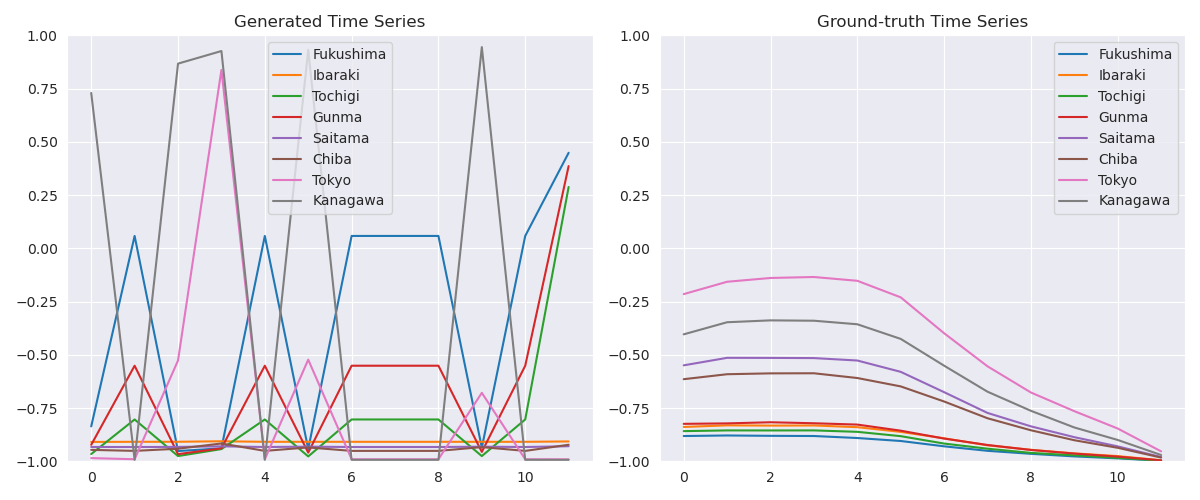 Generated Time Series
1.00
0.75
0.50
0.25
0.00
−0.25
−0.50
−0.75
−1.00
0
2
4
6
8
10
Fukushima
Ibaraki
Tochigi
Gunma
Saitama
Chiba
Tokyo
Kanagawa
Ground-truth Time Series
1.00
0.75
0.50
0.25
0.00
−0.25
−0.50
−0.75
−1.00
0
2
4
6
8
10
Fukushima
Ibaraki
Tochigi
Gunma
Saitama
Chiba
Tokyo
Kanagawa